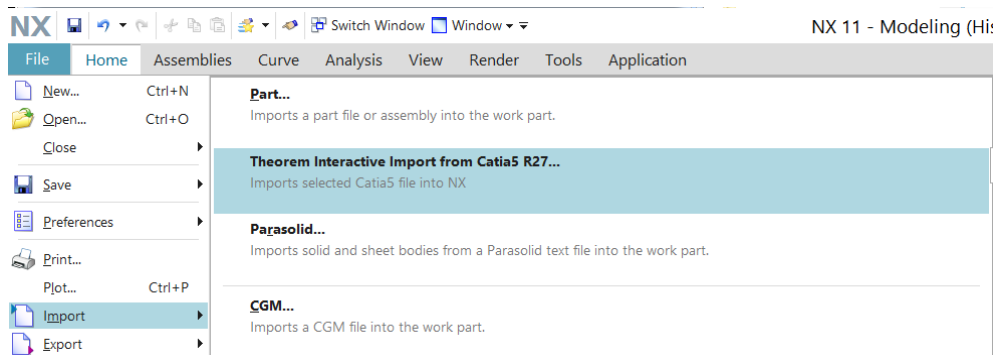 NX Switch Window Window NX 11 - Modeling (His
File Home Assemblies Curve Analysis View Render Tools Application
New... Ctrl+N
Open... Ctrl+O
Close
Save
Preferences
Print...
Plot... Ctrl+P
Import
Export
Part...
Imports a part file or assembly into the work part.
Theorem Interactive Import from Catia5 R27...
Imports selected Catia5 file into NX
Parasolid...
Imports solid and sheet bodies from a Parasolid text file into the work part.
CGM...
Imports a CGM file into the work part.